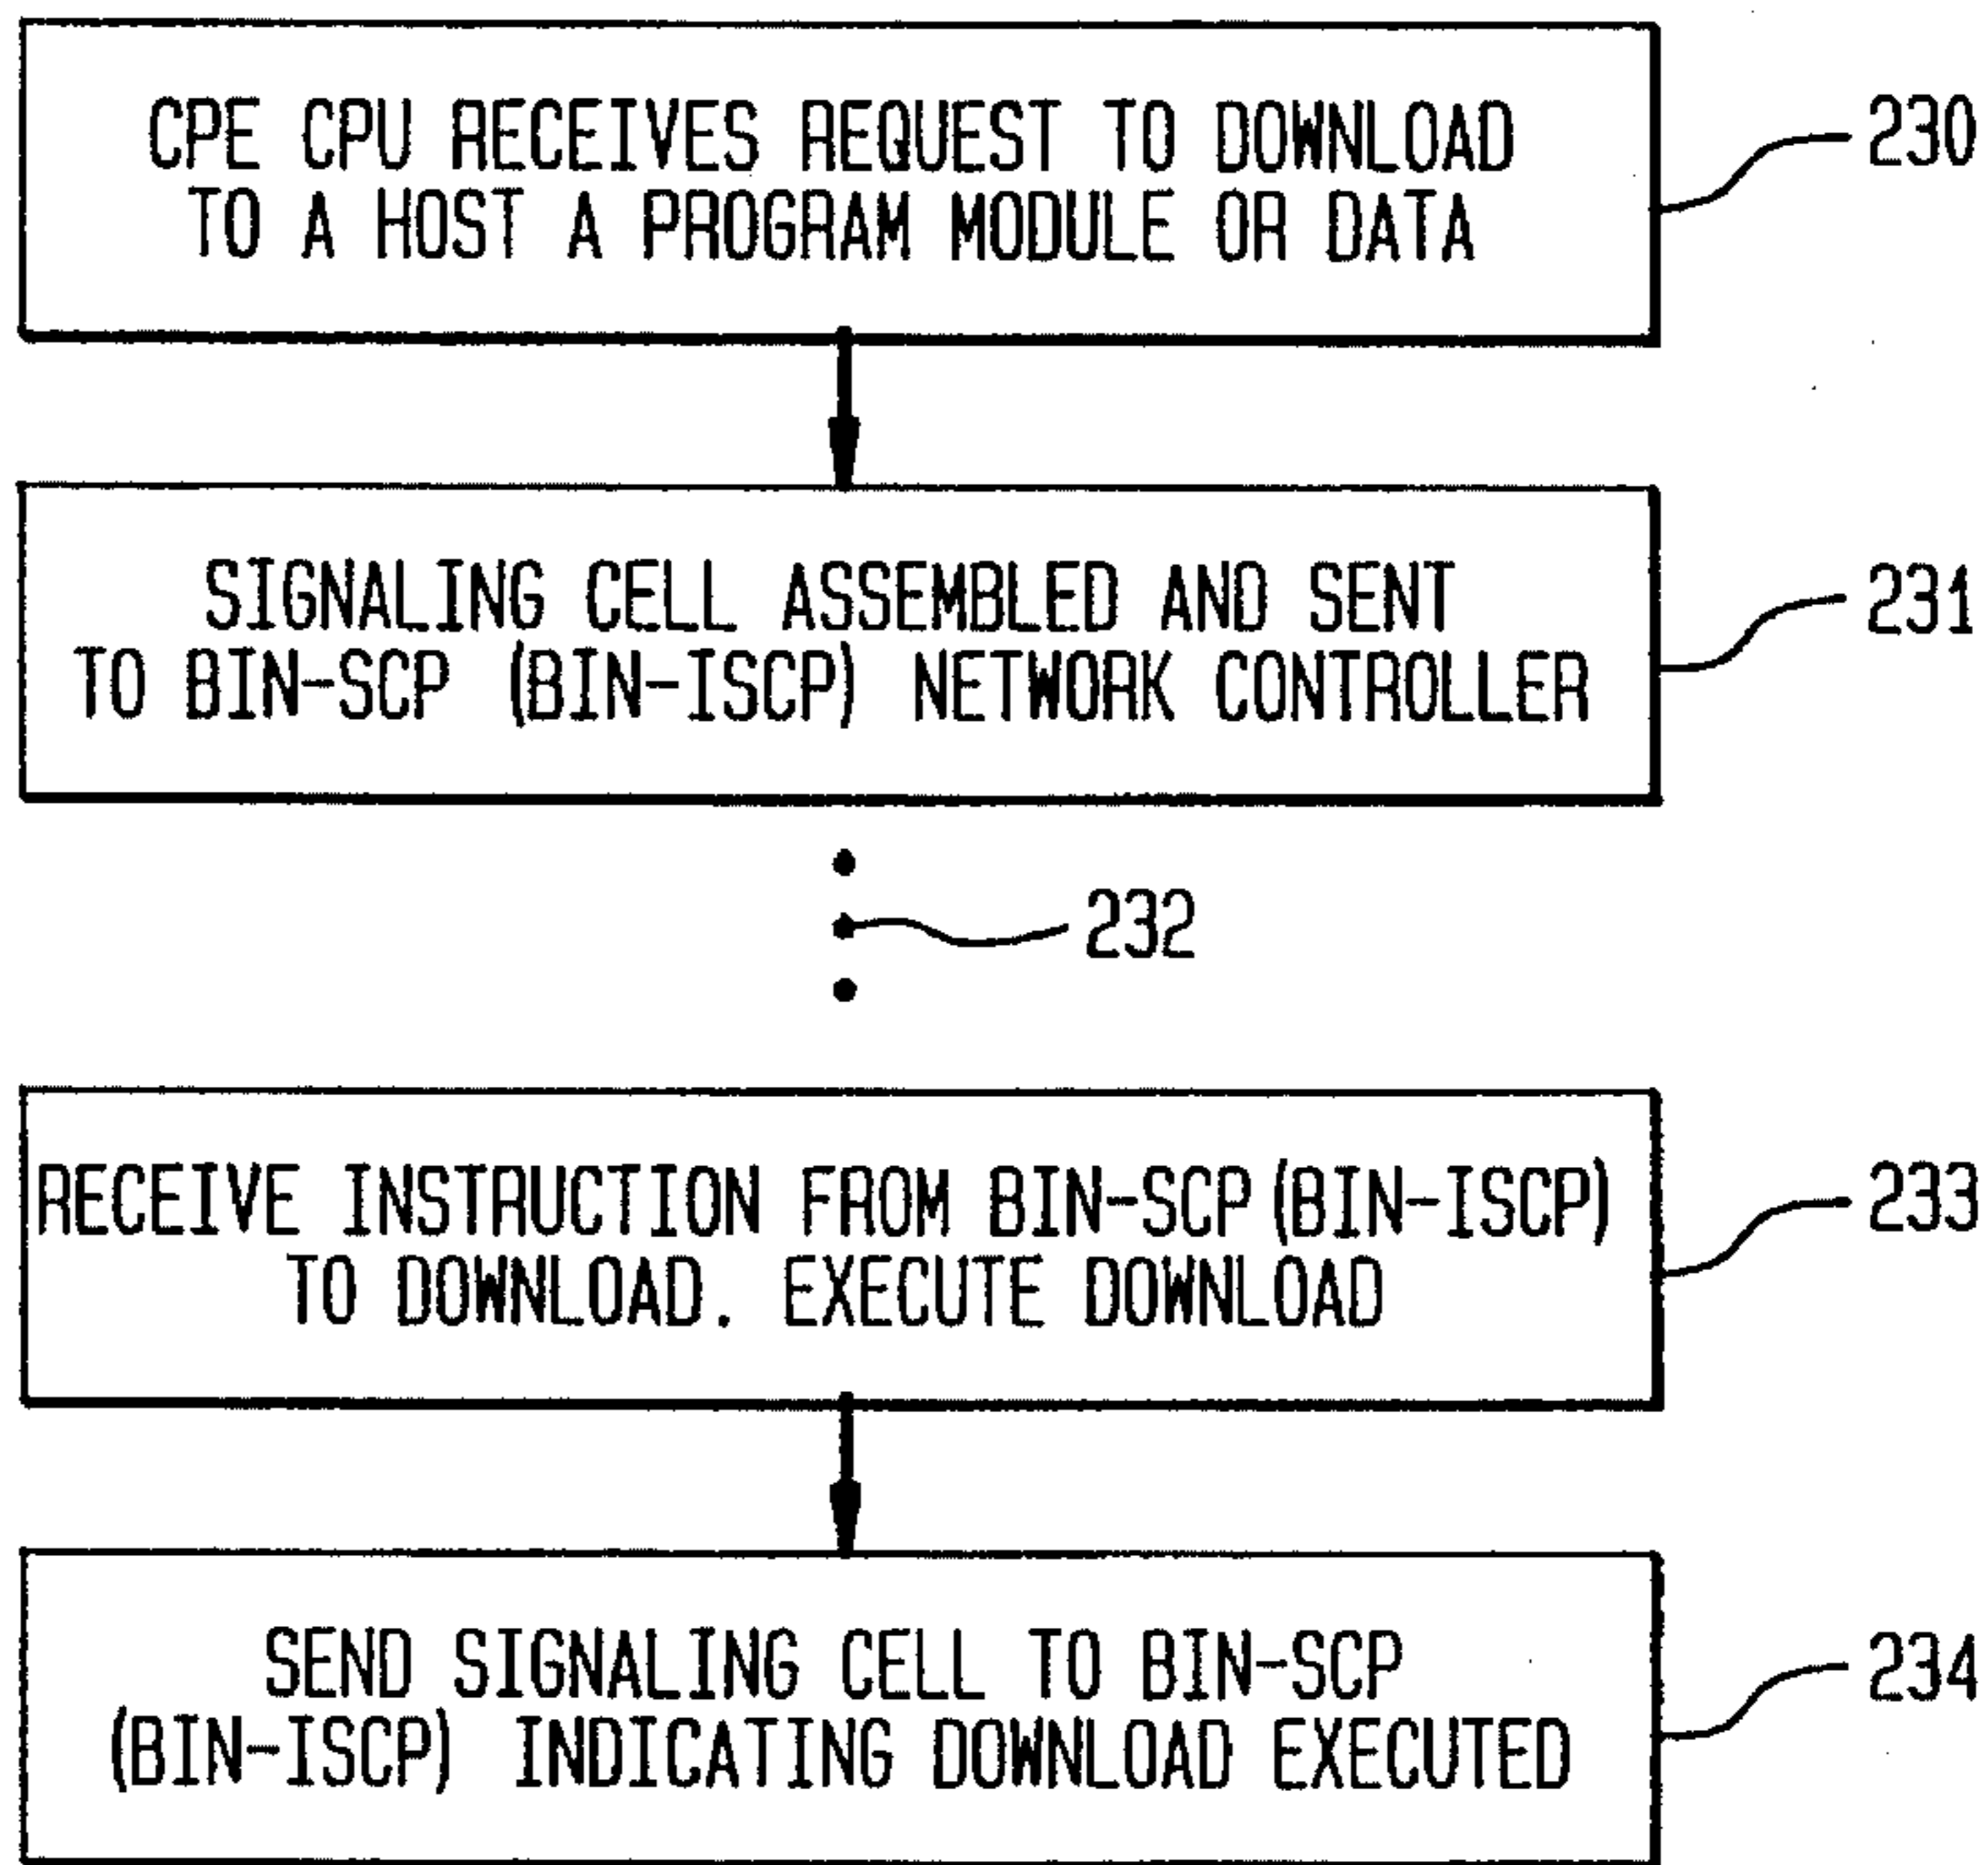 CPE CPU RECEIVES REQUEST TO DOWNLOAD
TO A HOST A PROGRAM MODULE OR DATA
230
SIGNALING CELL ASSEMBLED AND SENT
TO BIN-SCP (BIN-ISCP) NETWORK CONTROLLER
231
232
RECEIVE INSTRUCTION FROM BIN-SCP(BIN-ISCP)
TO DOWNLOAD. EXECUTE DOWNLOAD
233
SEND SIGNALING CELL TO BIN-SCP
(BIN-ISCP) INDICATING DOWNLOAD EXECUTED
234